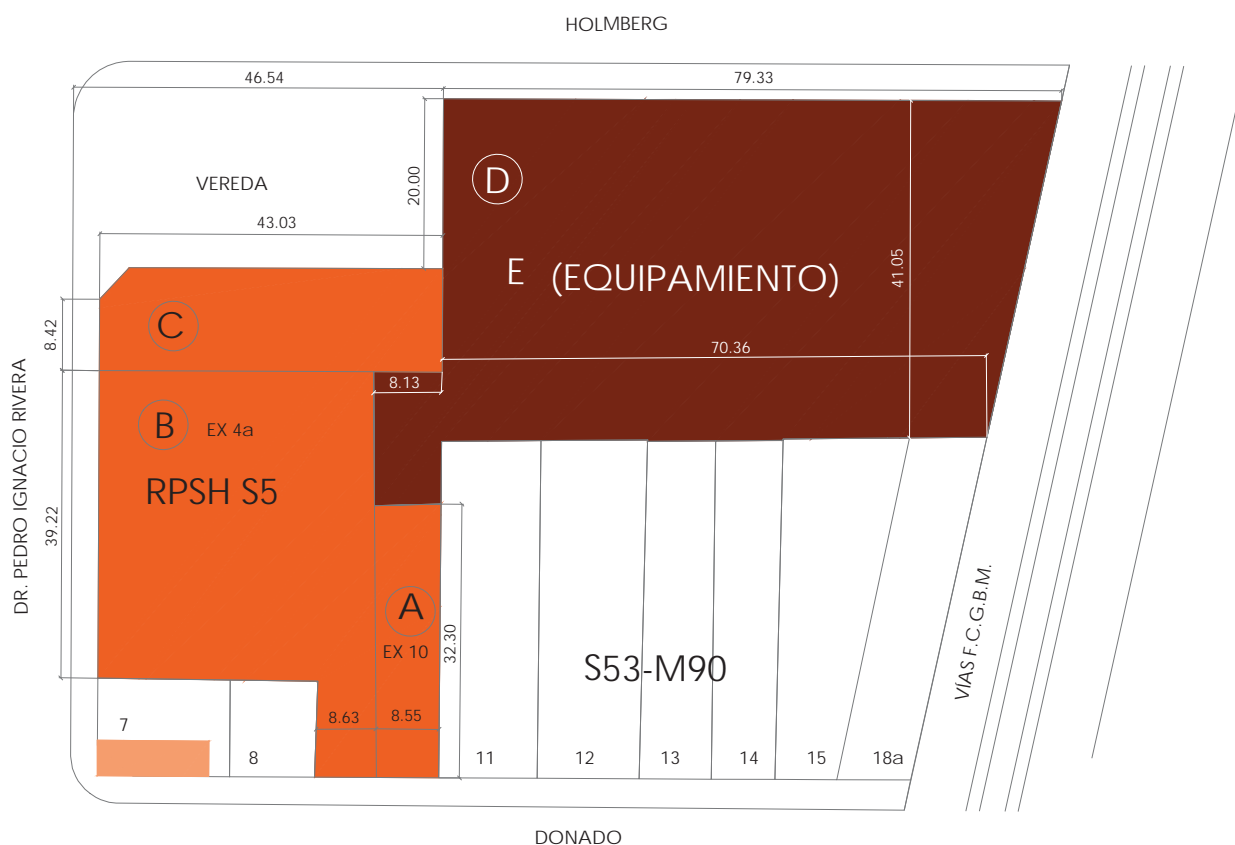 HOLMBERG
46.54
79.33
D
VEREDA
20.00
43.03
E (EQUIPAMIENTO)
41.05
C
8.42
70.36
8.13
B
EX 4a
RPSH S5
DR. PEDRO IGNACIO RIVERA
39.22
A
EX 10
32.30
S53-M90
VÍAS F.C.G.B.M.
7
8.63
8.55
8
11
12
13
14
15
18a
DONADO